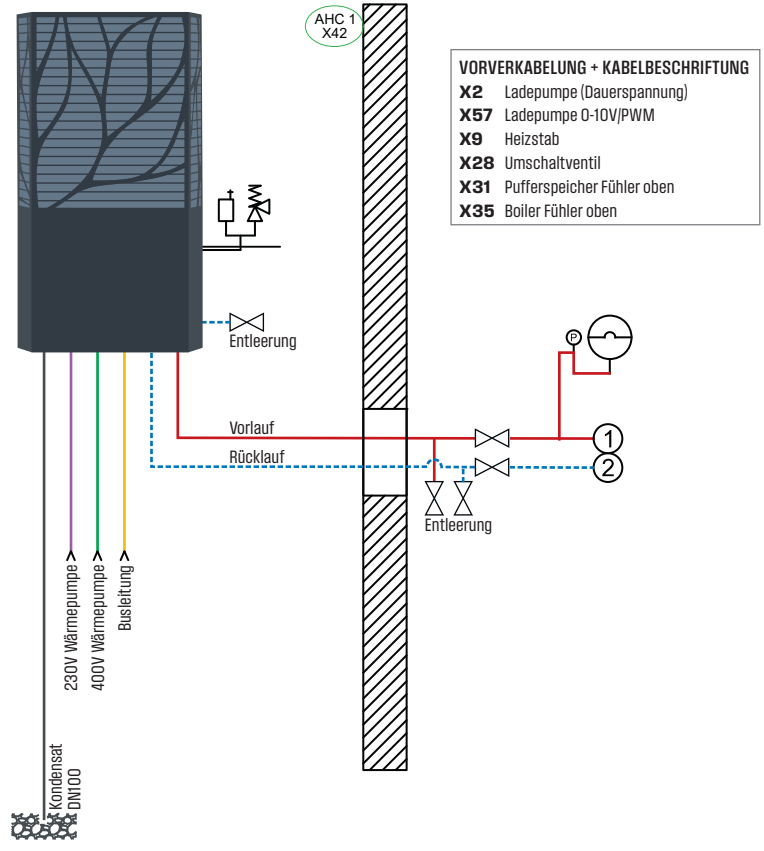 AHC 1
X42
VORVERKABELUNG + KABELBESCHRIFTUNG
X2 Ladepumpe (Dauerspannung)
X57 Ladepumpe 0-10V/PWM
X9 Heizstab
X28 Umschaltventil
X31 Pufferspeicher Fühler oben
X35 Boiler Fühler oben
Entleerung
P
Vorlauf
1
Rücklauf
2
Entleerung
230V Wärmepumpe
400V Wärmepumpe
Busleitung
Kondensat
DN100